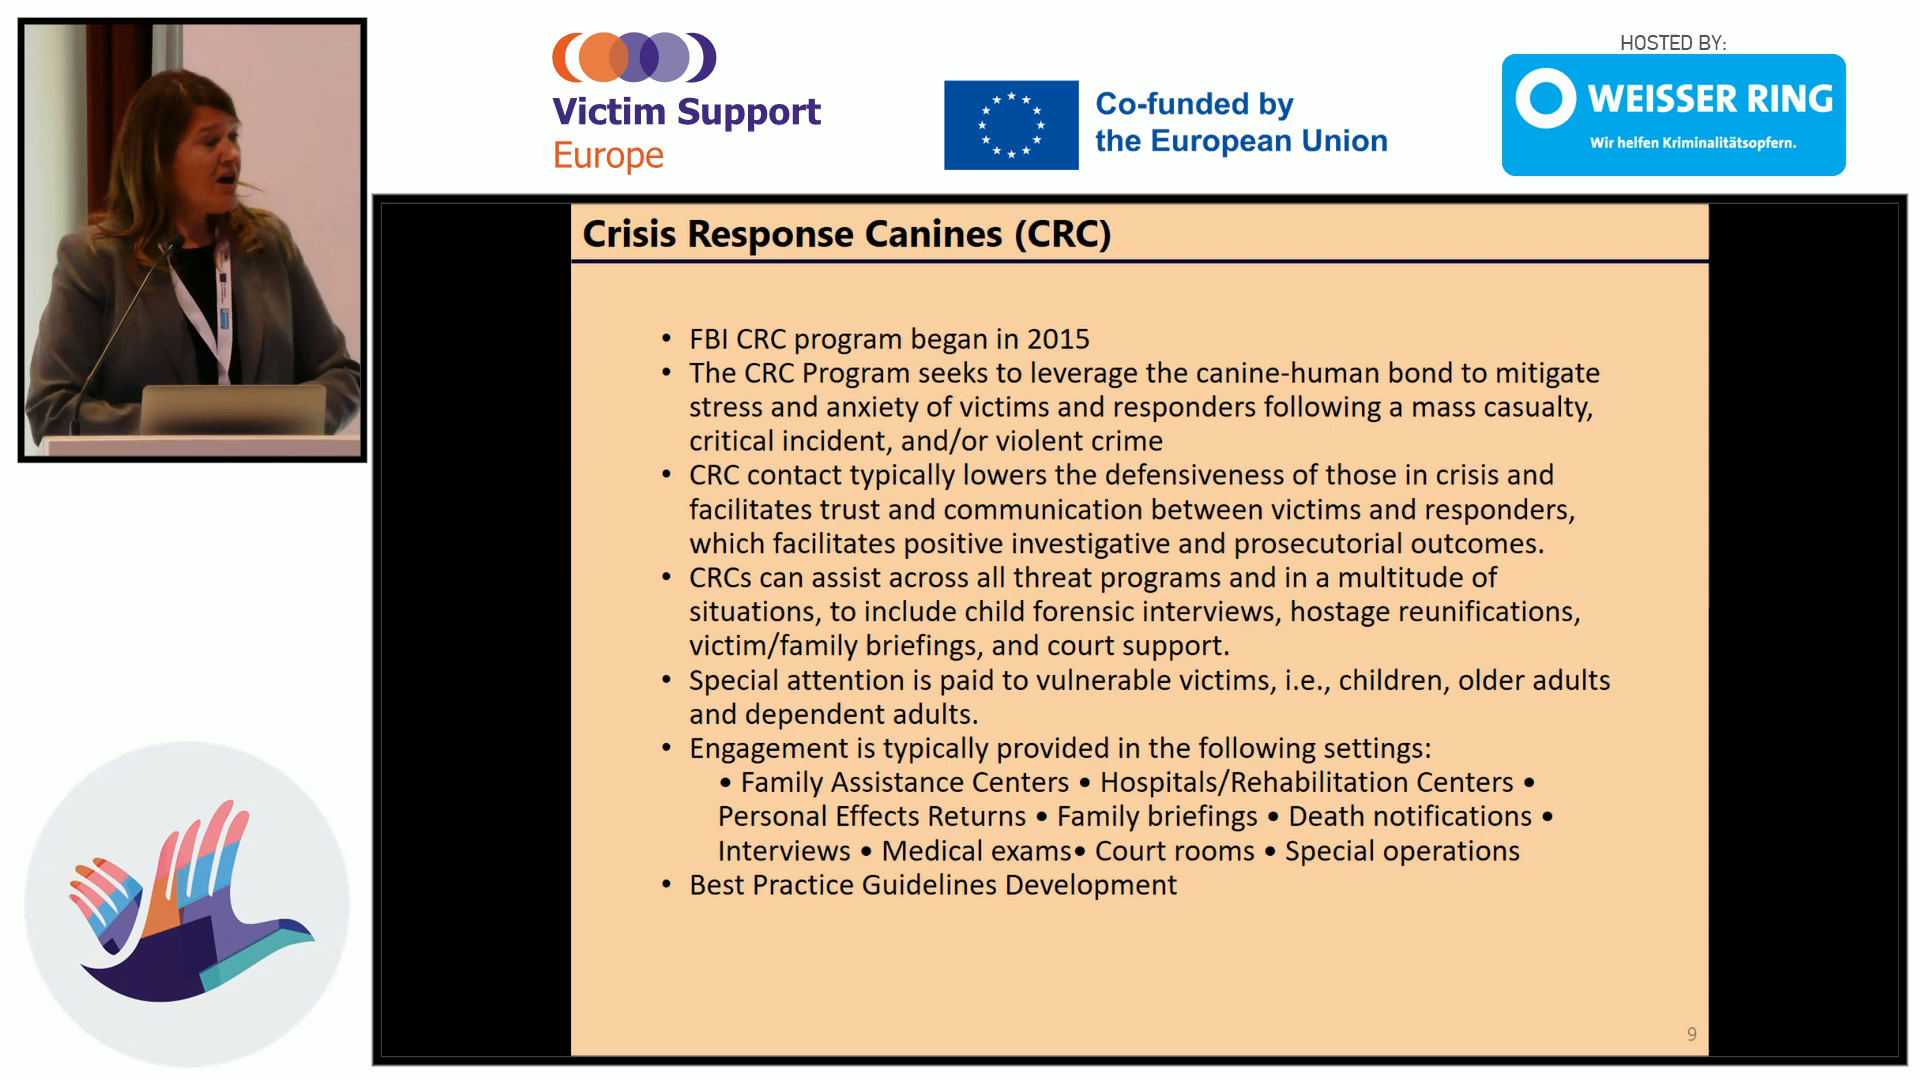 Victim Support
Europe
Co-funded by
the European Union
HOSTED BY:
WEISSER RING
Wir helfen Kriminalitätsopfern.
Crisis Response Canines (CRC)
• FBI CRC program began in 2015
• The CRC Program seeks to leverage the canine-human bond to mitigate
stress and anxiety of victims and responders following a mass casualty,
critical incident, and/or violent crime
• CRC contact typically lowers the defensiveness of those in crisis and
facilitates trust and communication between victims and responders,
which facilitates positive investigative and prosecutorial outcomes.
• CRCs can assist across all threat programs and in a multitude of
situations, to include child forensic interviews, hostage reunifications,
victim/family briefings, and court support.
• Special attention is paid to vulnerable victims, i.e., children, older adults
and dependent adults.
• Engagement is typically provided in the following settings:
• Family Assistance Centers • Hospitals/Rehabilitation Centers •
Personal Effects Returns • Family briefings • Death notifications •
Interviews • Medical exams• Court rooms • Special operations
• Best Practice Guidelines Development
9